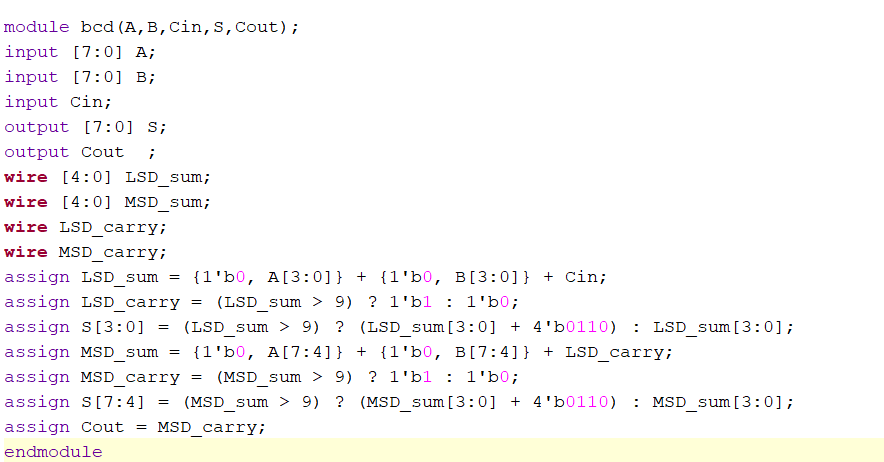 module bcd(A,B,Cin,S,Cout);
input [7:0] A;
input [7:0] B;
input Cin;
output [7:0] S;
output Cout  ;
wire [4:0] LSD_sum;
wire [4:0] MSD_sum;
wire LSD_carry;
wire MSD_carry;
assign LSD_sum = {1'b0, A[3:0]} + {1'b0, B[3:0]} + Cin;
assign LSD_carry = (LSD_sum > 9) ? 1'b1 : 1'b0;
assign S[3:0] = (LSD_sum > 9) ? (LSD_sum[3:0] + 4'b0110) : LSD_sum[3:0];
assign MSD_sum = {1'b0, A[7:4]} + {1'b0, B[7:4]} + LSD_carry;
assign MSD_carry = (MSD_sum > 9) ? 1'b1 : 1'b0;
assign S[7:4] = (MSD_sum > 9) ? (MSD_sum[3:0] + 4'b0110) : MSD_sum[3:0];
assign Cout = MSD_carry;
endmodule